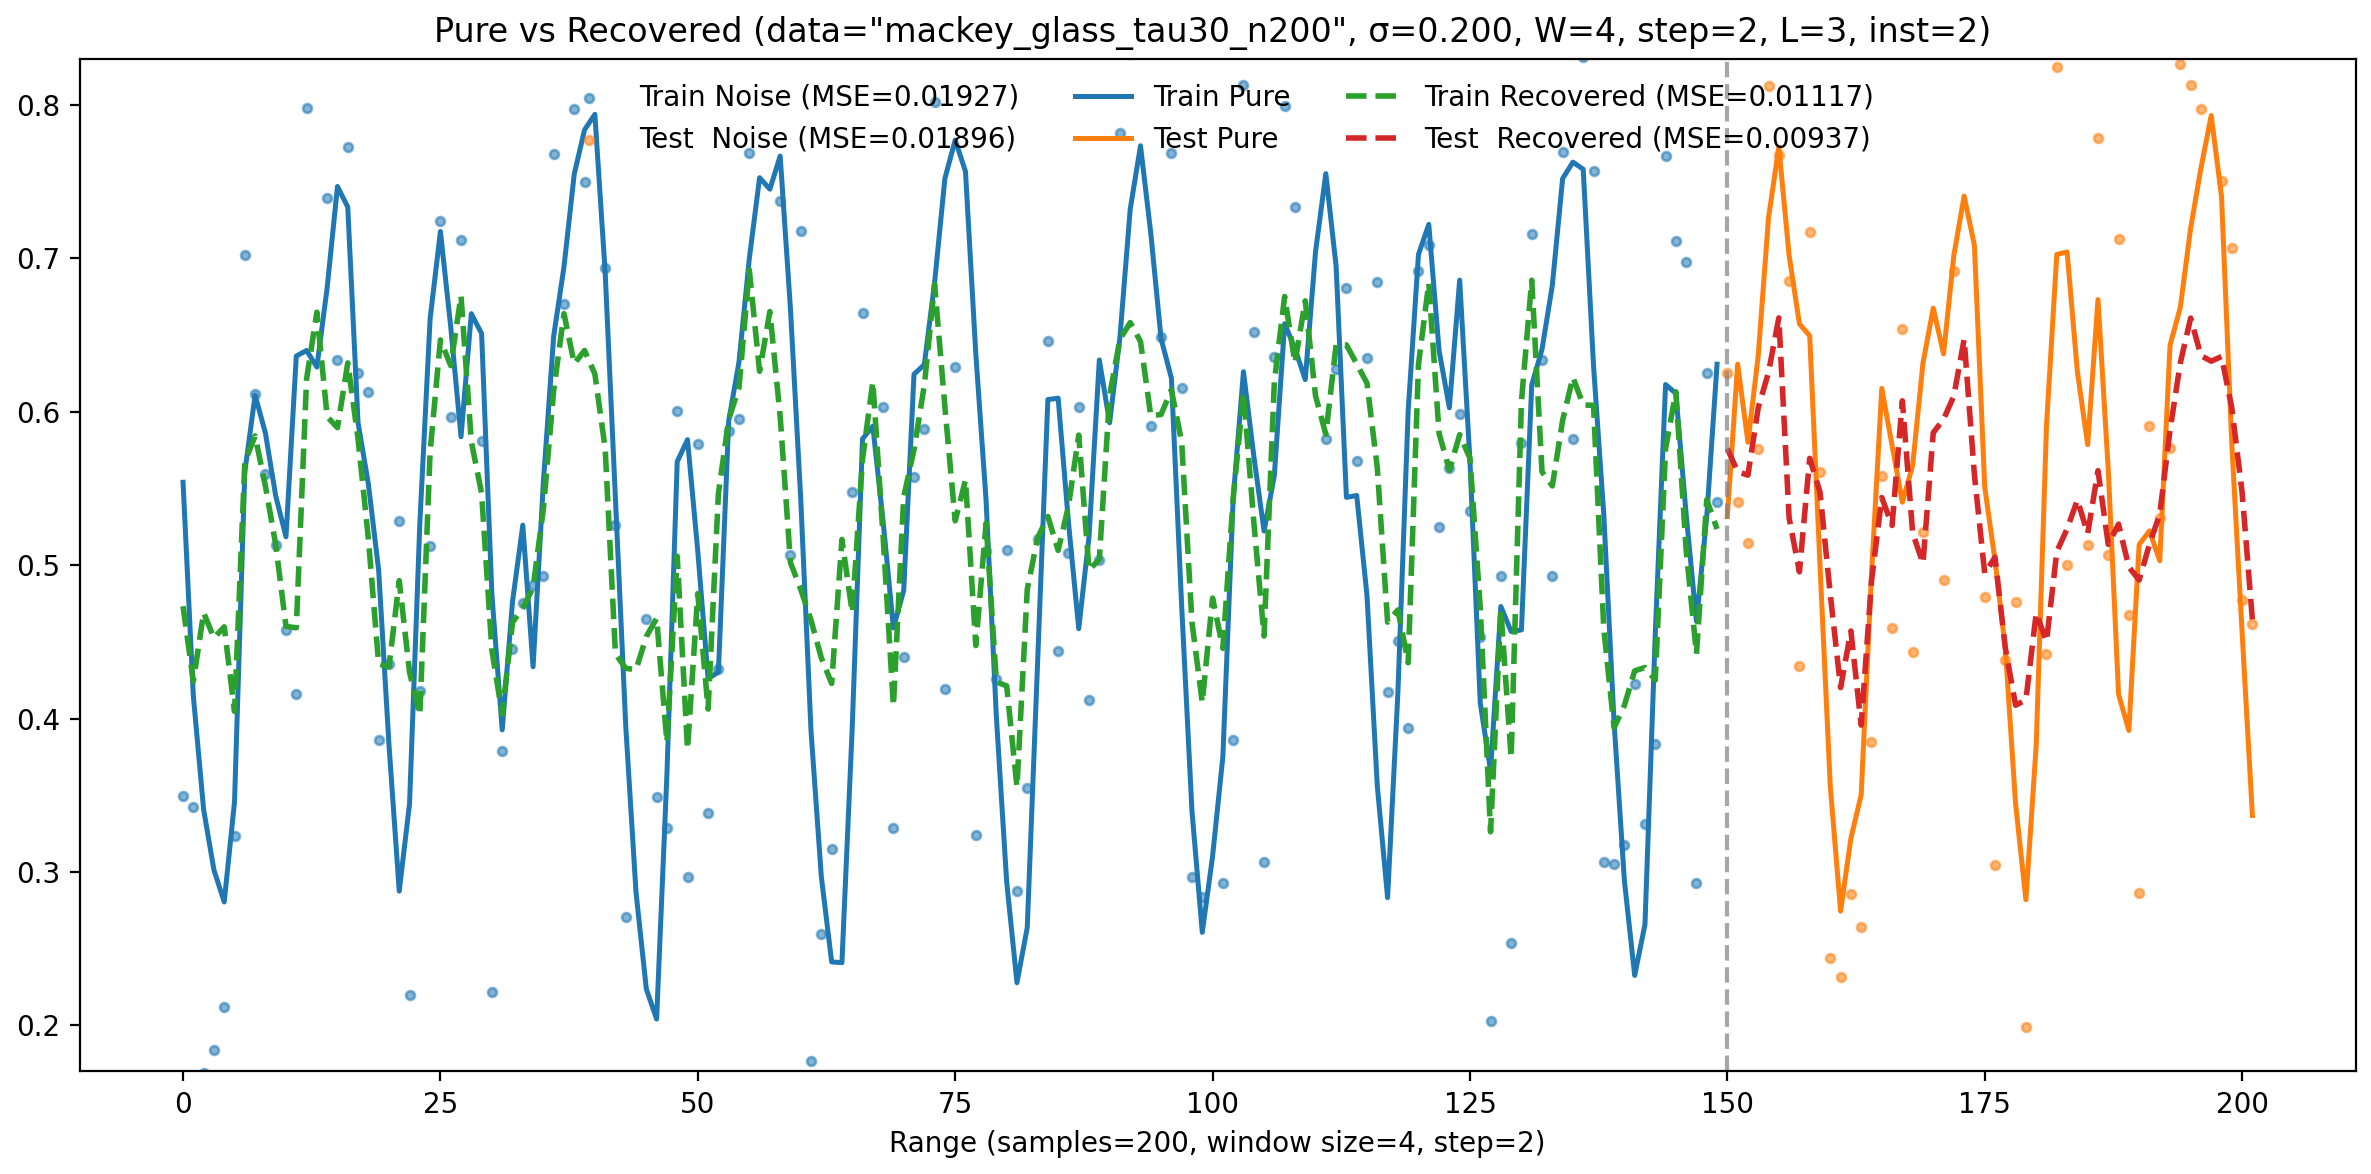 Pure vs Recovered (data="mackey_glass_tau30_n200", σ=0.200, W=4, step=2, L=3, inst=2)
Train Noise (MSE=0.01927) Train Pure Train Recovered (MSE=0.01117)
Test  Noise (MSE=0.01896) Test Pure Test  Recovered (MSE=0.00937)
0.8
0.7
0.6
0.5
0.4
0.3
0.2
0 25 50 75 100 125 150 175 200
Range (samples=200, window size=4, step=2)